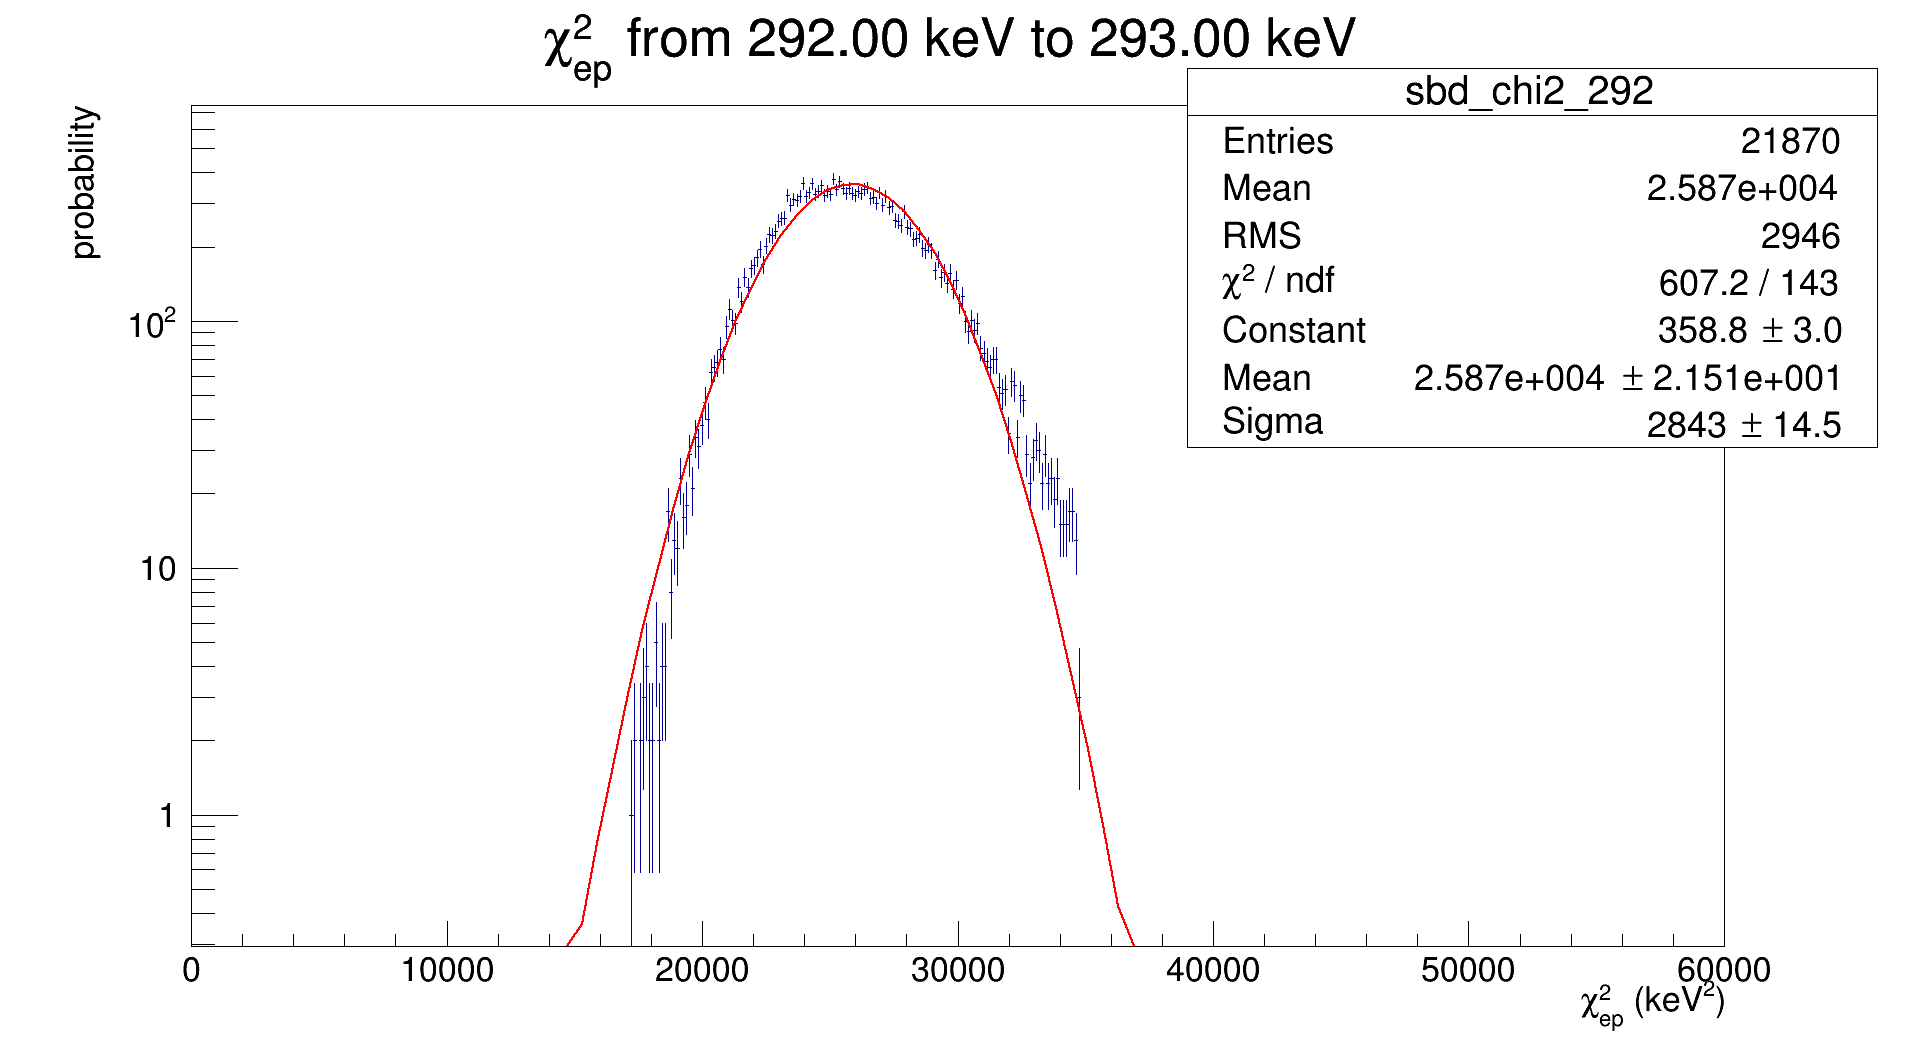 χ²ep from 292.00 keV to 293.00 keV
probability
sbd_chi2_292
Entries 21870
Mean 2.587e+004
RMS 2946
χ² / ndf 607.2 / 143
Constant 358.8 ± 3.0
Mean 2.587e+004 ± 2.151e+001
Sigma 2843 ± 14.5
10²
10
1
0 10000 20000 30000 40000 50000 60000
χ²ep (keV²)